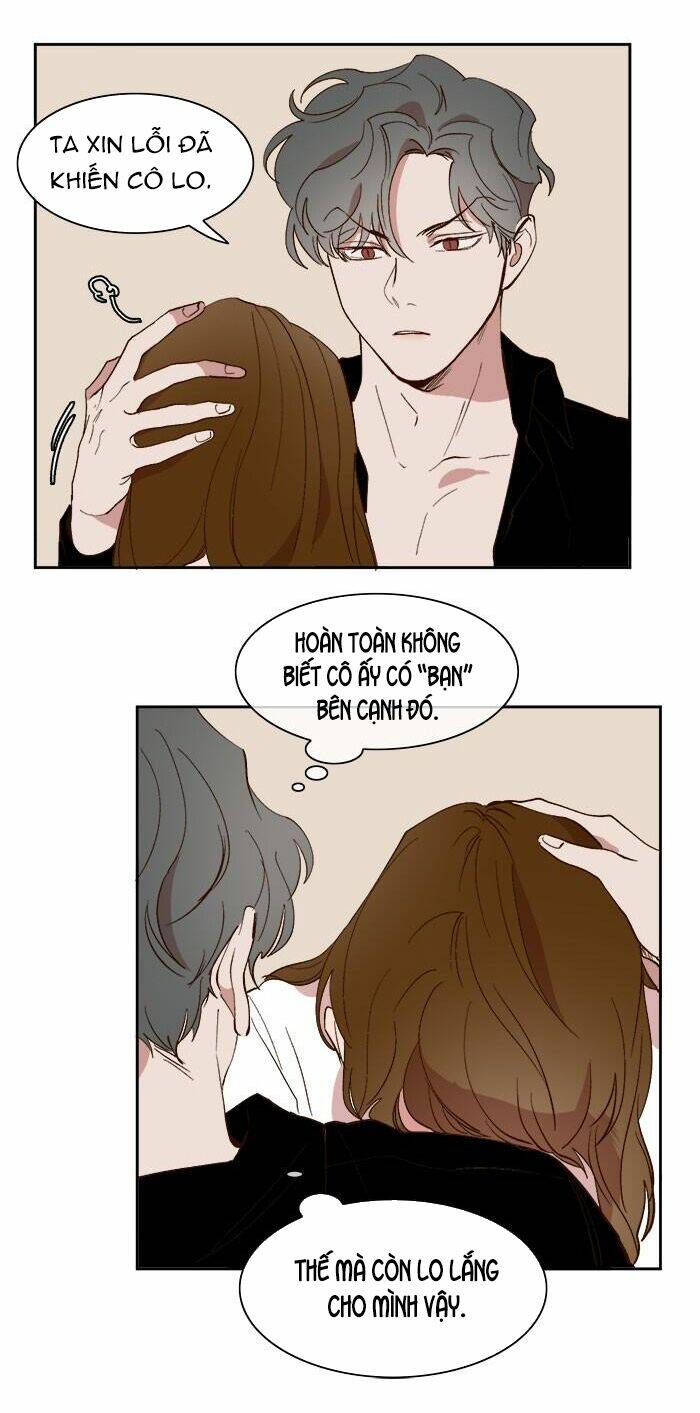 TA XIN LỖI ĐÃ
KHIẾN CÔ LO.
HOÀN TOÀN KHÔNG
BIẾT CÔ ẤY CÓ “BẠN”
BÊN CẠNH ĐÓ.
THẾ MÀ CÒN LO LẮNG
CHO MÌNH VẬY.